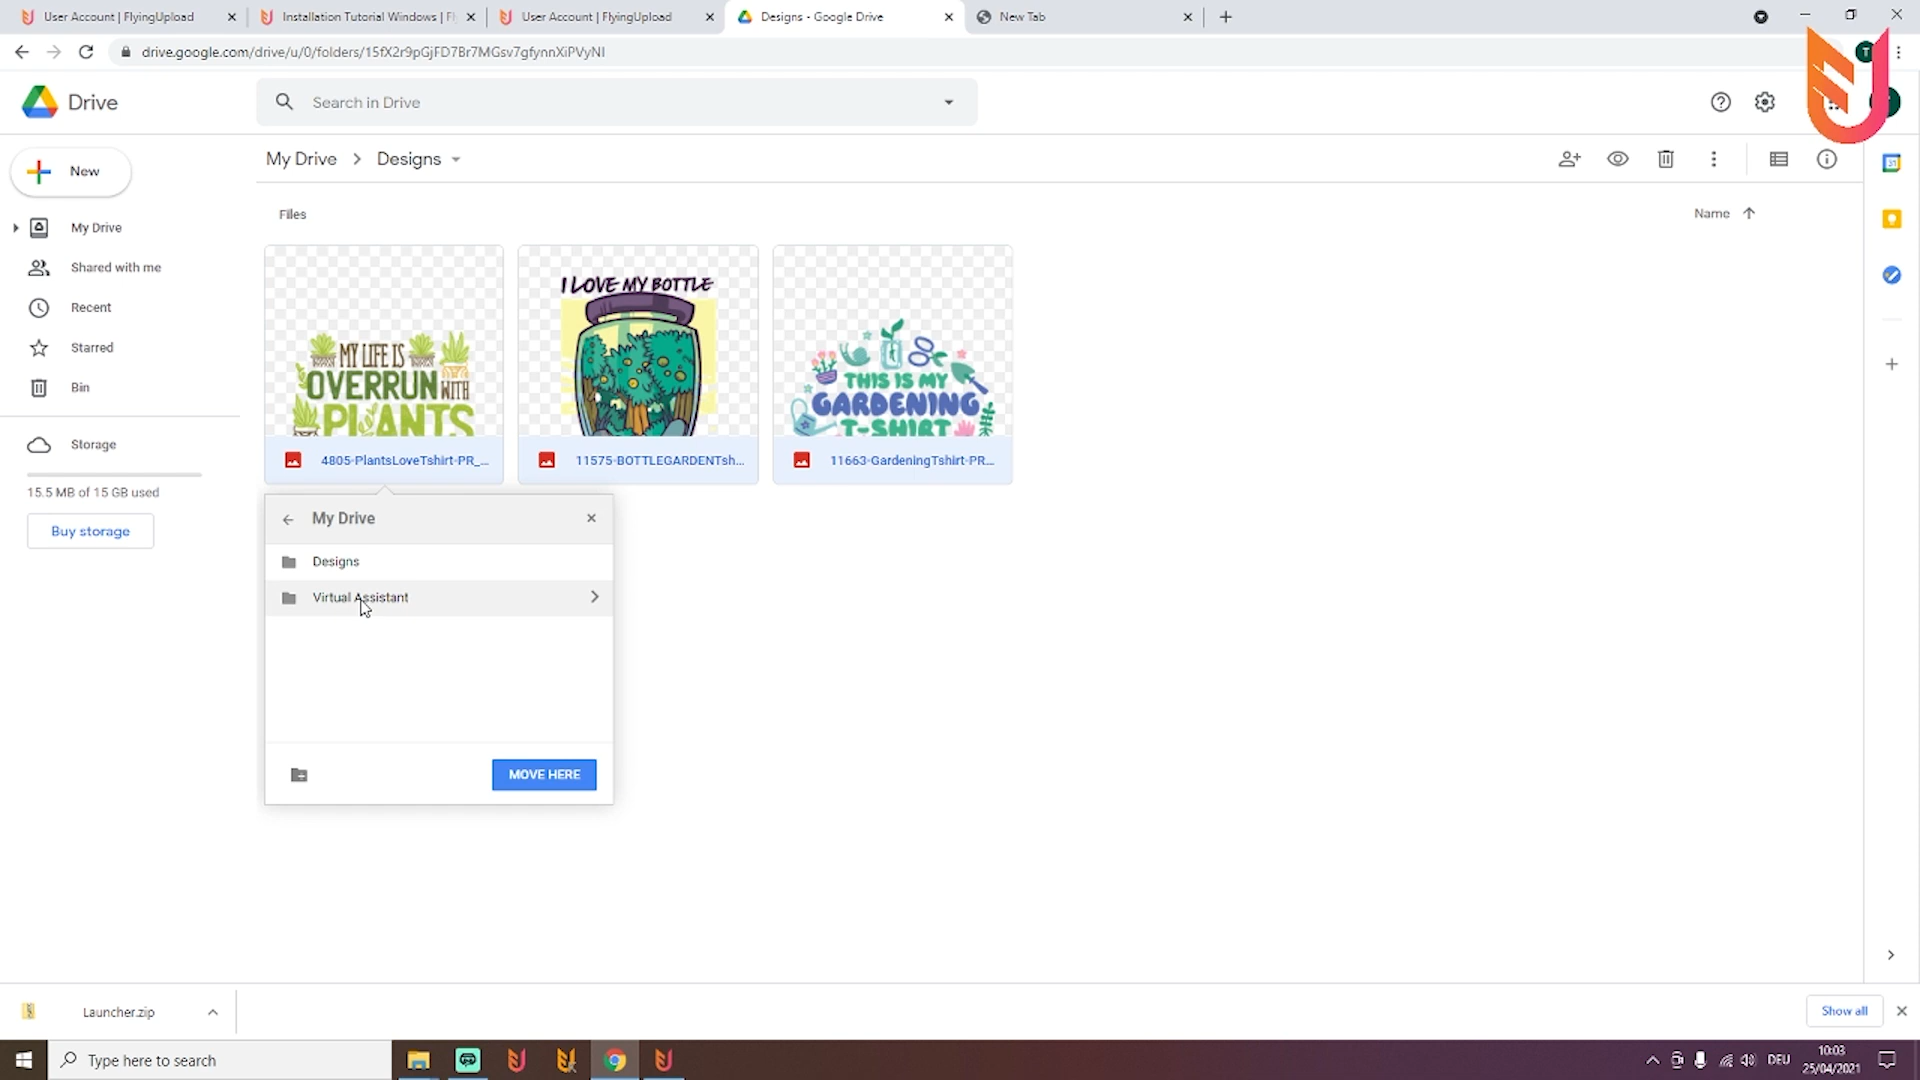 User Account | FlyingUpload
Installation Tutorial Windows | Fl
User Account | FlyingUpload
Designs - Google Drive
New Tab
drive.google.com/drive/u/0/folders/15fX2r9pGjFD7Br7MGsv7gfynnXiPVyNI
T
Drive
Search in Drive
New
My Drive > Designs
My Drive
Shared with me
Recent
Starred
Bin
Storage
15.5 MB of 15 GB used
Buy storage
Files
Name
31
MY LIFE IS
OVERRUN WITH
PLANTS
I LOVE MY BOTTLE
THIS IS MY
GARDENING
T-SHIRT
4805-PlantsLoveTshirt-PR_...
11575-BOTTLEGARDENTsh...
11663-GardeningTshirt-PR...
My Drive
Designs
Virtual Assistant
MOVE HERE
Launcher.zip
Show all
Type here to search
DEU
10:03
25/04/2021